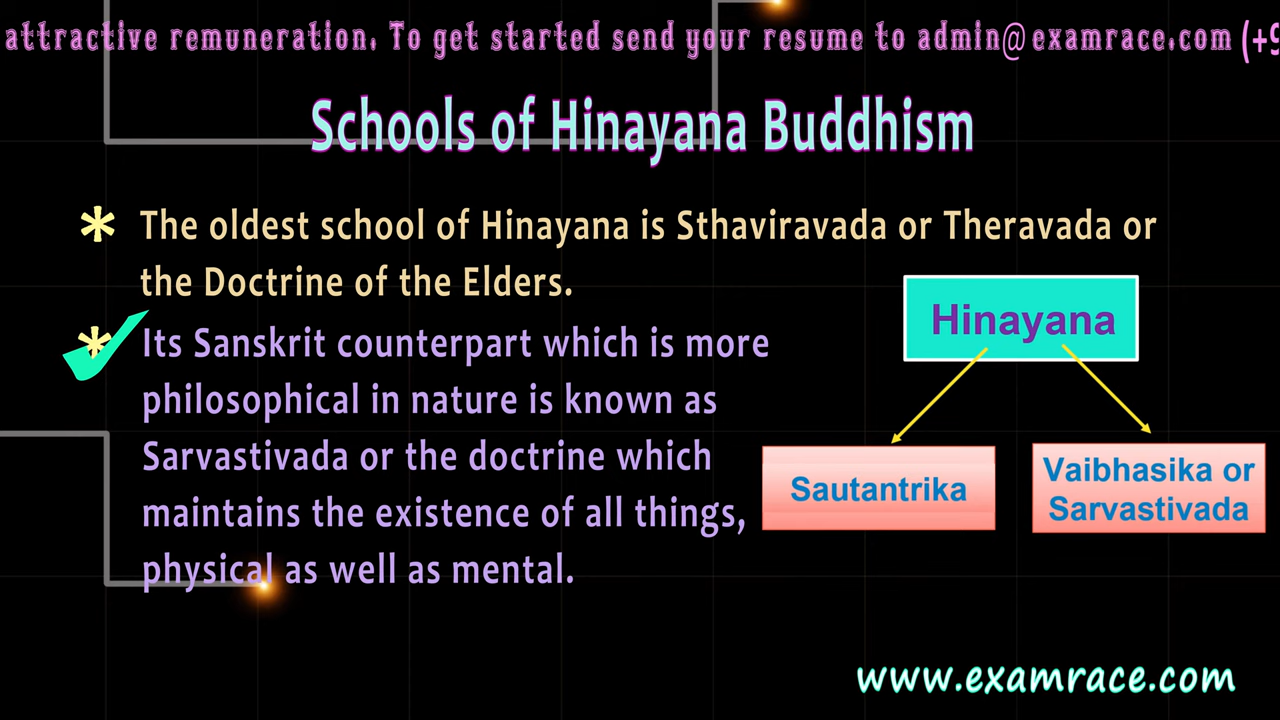 attractive remuneration. To get started send your resume to admin@examrace.com (+9
Schools of Hinayana Buddhism
* The oldest school of Hinayana is Sthaviravada or Theravada or
the Doctrine of the Elders.
* Its Sanskrit counterpart which is more
philosophical in nature is known as
Sarvastivada or the doctrine which
maintains the existence of all things,
physical as well as mental.
Hinayana
Sautantrika
Vaibhasika or
Sarvastivada
www.examrace.com